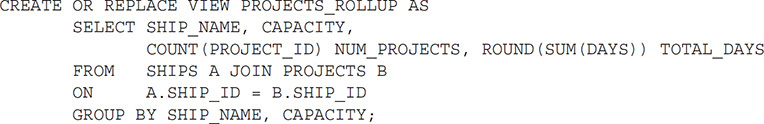 CREATE OR REPLACE VIEW PROJECTS_ROLLUP AS
SELECT SHIP_NAME, CAPACITY,
COUNT(PROJECT_ID) NUM_PROJECTS, ROUND(SUM(DAYS)) TOTAL_DAYS
FROM SHIPS A JOIN PROJECTS B
ON A.SHIP_ID = B.SHIP_ID
GROUP BY SHIP_NAME, CAPACITY;